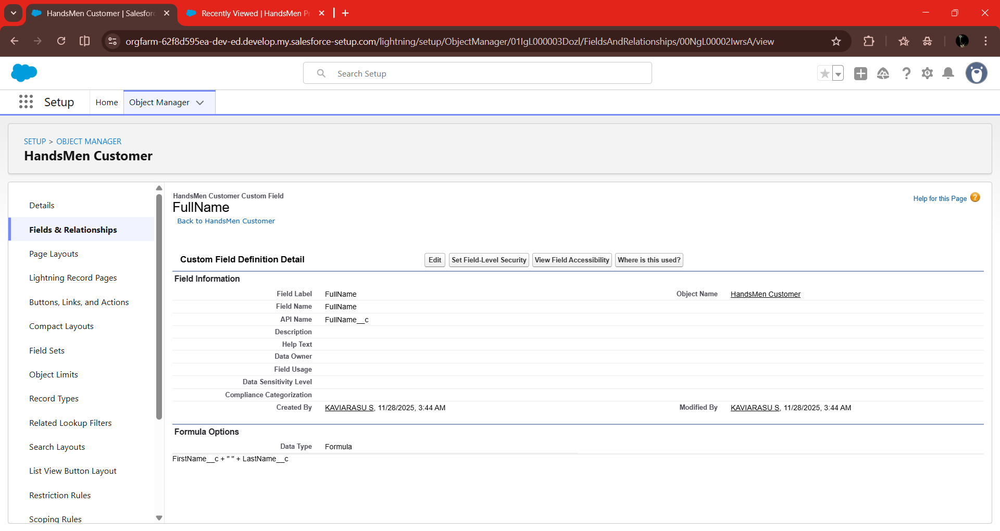 HandsMen Customer | Salesforc
Recently Viewed | HandsMen Pr
orgfarm-62f8d595ea-dev-ed.develop.my.salesforce-setup.com/lightning/setup/ObjectManager/01IgL000003Dozl/FieldsAndRelationships/00NgL00002IwrsA/view
Search Setup
Setup
Home
Object Manager
SETUP > OBJECT MANAGER
HandsMen Customer
Details
Fields & Relationships
Page Layouts
Lightning Record Pages
Buttons, Links, and Actions
Compact Layouts
Field Sets
Object Limits
Record Types
Related Lookup Filters
Search Layouts
List View Button Layout
Restriction Rules
Scoping Rules
HandsMen Customer Custom Field
FullName
Back to HandsMen Customer
Help for this Page
Custom Field Definition Detail
Edit
Set Field-Level Security
View Field Accessibility
Where is this used?
Field Information
Field Label FullName Object Name HandsMen Customer
Field Name FullName
API Name FullName__c
Description
Help Text
Data Owner
Field Usage
Data Sensitivity Level
Compliance Categorization
Created By KAVIARASU S, 11/28/2025, 3:44 AM Modified By KAVIARASU S, 11/28/2025, 3:44 AM
Formula Options
Data Type Formula
FirstName__c + " " + LastName__c